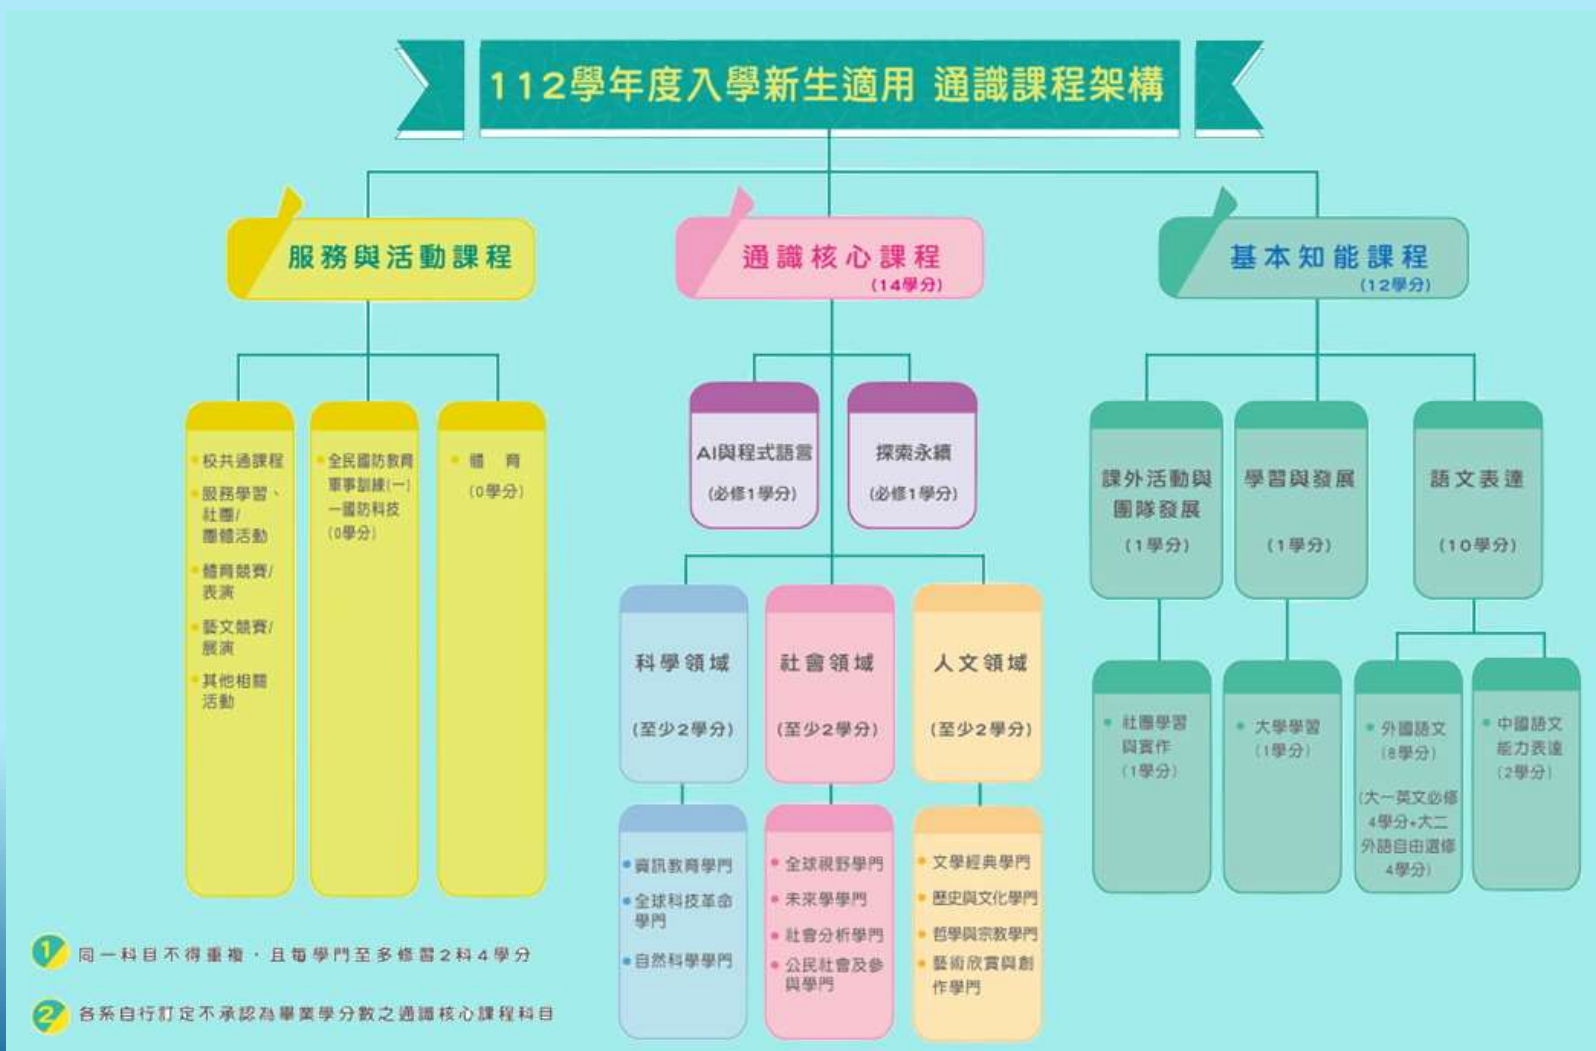 112學年度入學新生適用 通識課程架構
服務與活動課程
校共通課程
服務學習、
社團/
團體活動
體育競賽/
表演
藝文競賽/
展演
其他相關
活動
全民國防教育
軍事訓練(一)
—國防科技
(0學分)
體 育
(0學分)
通識核心課程
(14學分)
AI與程式語言
(必修1學分)
探索永續
(必修1學分)
科學領域
(至少2學分)
資訊教育學門
全球科技革命
學門
自然科學學門
社會領域
(至少2學分)
全球視野學門
未來學學門
社會分析學門
公民社會及參
與學門
人文領域
(至少2學分)
文學經典學門
歷史與文化學門
哲學與宗教學門
藝術欣賞與創
作學門
基本知能課程
(12學分)
課外活動與
團隊發展
(1學分)
社團學習
與實作
(1學分)
學習與發展
(1學分)
大學學習
(1學分)
語文表達
(10學分)
外國語文
(8學分)
(大一英文必修
4學分+大二
外語自由選修
4學分)
中國語文
能力表達
(2學分)
1 同一科目不得重複,且每學門至多修習2科4學分
2 各系自行訂定不承認為畢業學分數之通識核心課程科目